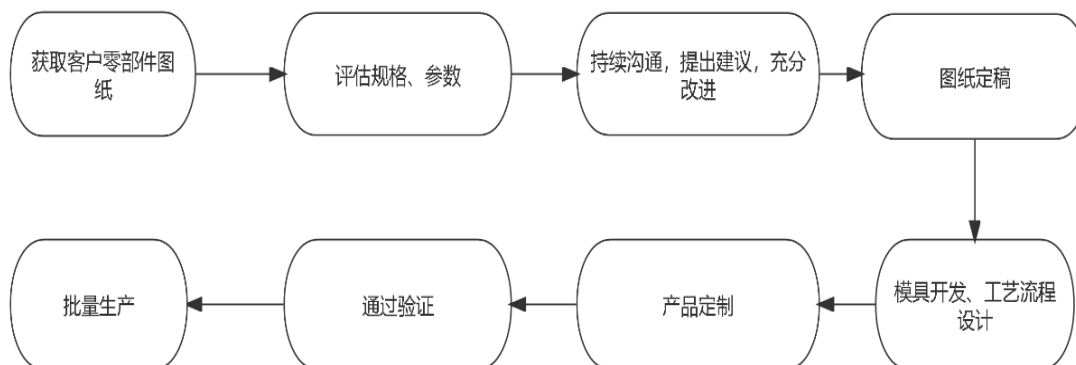 获取客户零部件图
纸
评估规格、参数
持续沟通，提出建议，充分
改进
图纸定稿
模具开发、工艺流程
设计
产品定制
通过验证
批量生产